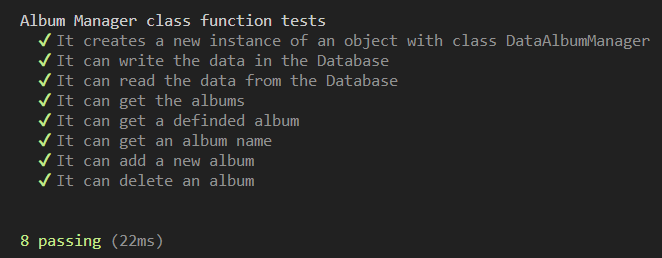 Album Manager class function tests
✓ It creates a new instance of an object with class DataAlbumManager
✓ It can write the data in the Database
✓ It can read the data from the Database
✓ It can get the albums
✓ It can get a definded album
✓ It can get an album name
✓ It can add a new album
✓ It can delete an album
8 passing (22ms)